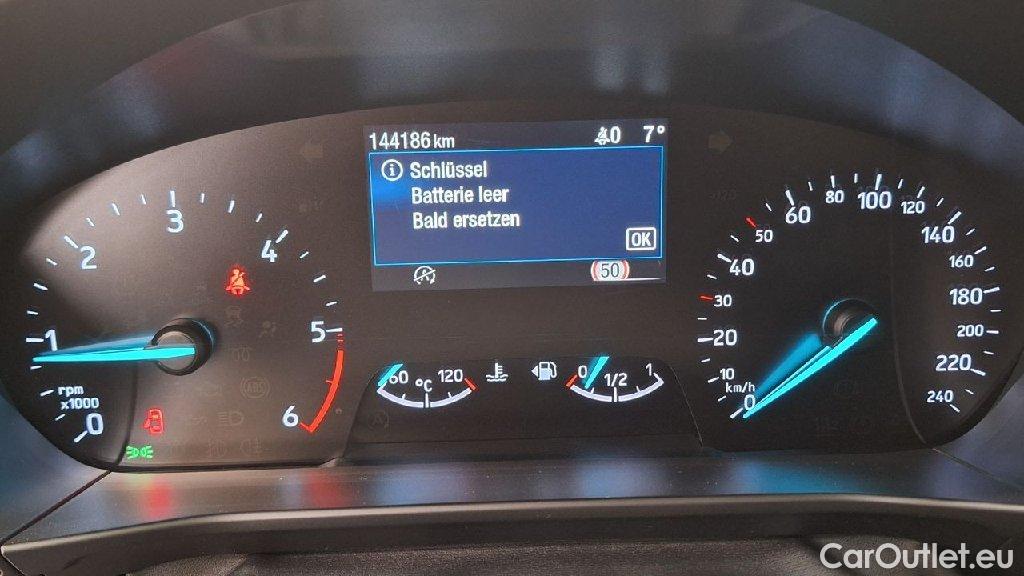 144186 km 40 7°
Schlüssel
Batterie leer
Bald ersetzen
OK
50
0 1 2 3 4 5 6
rpm
x1000
60 °C 120
0 1/2 1
0 10 20 30 40 50 60 80 100 120 140 160 180 200 220 240
km/h
ABS
CarOutlet.eu